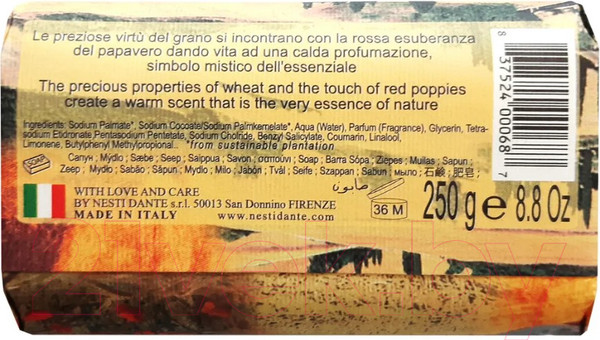 Le preziose virtù del grano si incontrano con la rossa esuberanza
del papavero dando vita ad una calda profumazione,
simbolo mistico dell'essenziale
The precious properties of wheat and the touch of red poppies
create a warm scent that is the very essence of nature
Ingredients: Sodium Palmate*, Sodium Cocoate/Sodium Palmkernelate*, Aqua (Water), Parfum (Fragrance), Glycerin, Tetra-
sodium Etidronate,Pentasodium Pentetate, Sodium Chloride, Benzyl Salicylate, Coumarin, Linalool,
Limonene, Butylphenyl Methylpropional.. *from sustainable plantation
SOAP
Сапун / Mýdlo / Sæbe / Seep / Saippua / Savon / σαπούνι / Soap / Barra Sópa / Ziepes / Muilas / Sapun /
Zeep / Mydło / Sabão / Săpun / Mydlo / Milo / Jabón / Tvål / Seife / Szappan / Sabun / мыло / 石鹸 / 肥皂 /
صابون
WITH LOVE AND CARE
BY NESTI DANTE s.r.l. 50013 San Donnino FIRENZE
MADE IN ITALY www.nestidante.com
36 M
250 g ℮ 8.8 Oz
8 37524 00068 7